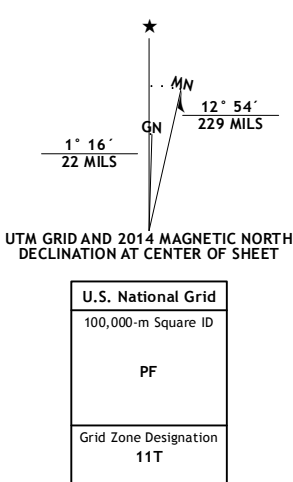 ★
MN
GN
12° 54´
229 MILS
1° 16´
22 MILS
UTM GRID AND 2014 MAGNETIC NORTH
DECLINATION AT CENTER OF SHEET
U.S. National Grid
100,000-m Square ID
PF
Grid Zone Designation
11T